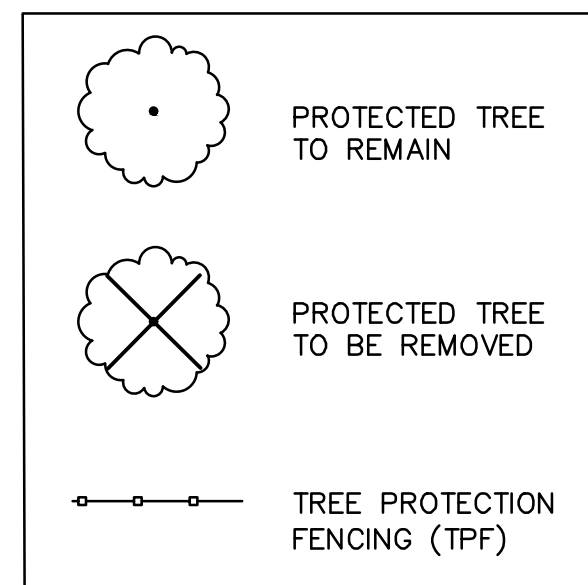 PROTECTED TREE
TO REMAIN
PROTECTED TREE
TO BE REMOVED
TREE PROTECTION
FENCING (TPF)